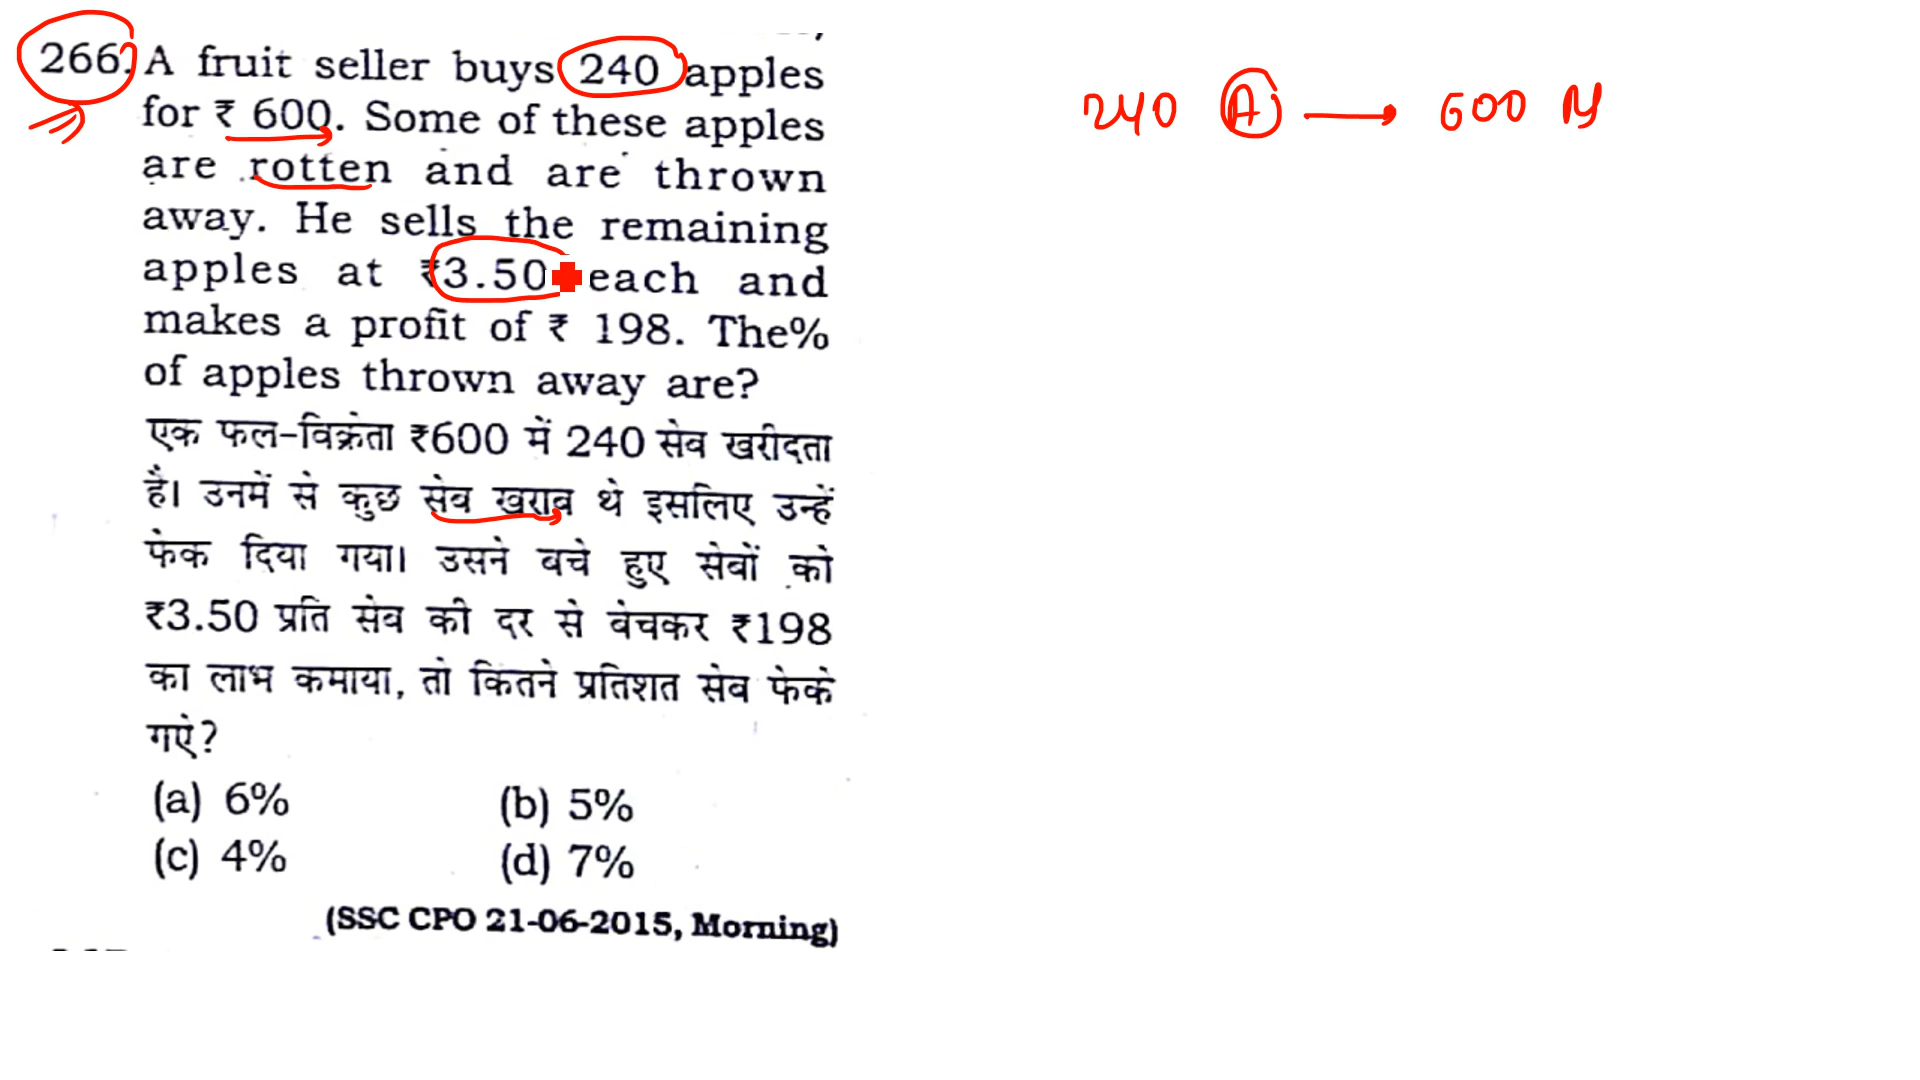 266. A fruit seller buys 240 apples
for ₹ 600. Some of these apples
are rotten and are thrown
away. He sells the remaining
apples at ₹3.50 each and
makes a profit of ₹ 198. The%
of apples thrown away are?
एक फल-विक्रेता ₹600 में 240 सेव खरीदता
है। उनमें से कुछ सेव खराब थे इसलिए उन्हें
फेक दिया गया। उसने बचे हुए सेवों को
₹3.50 प्रति सेव की दर से बेचकर ₹198
का लाभ कमाया, तो कितने प्रतिशत सेव फेके
गऐ?
(a) 6% (b) 5%
(c) 4% (d) 7%
(SSC CPO 21-06-2015, Morning)
240 A → 600